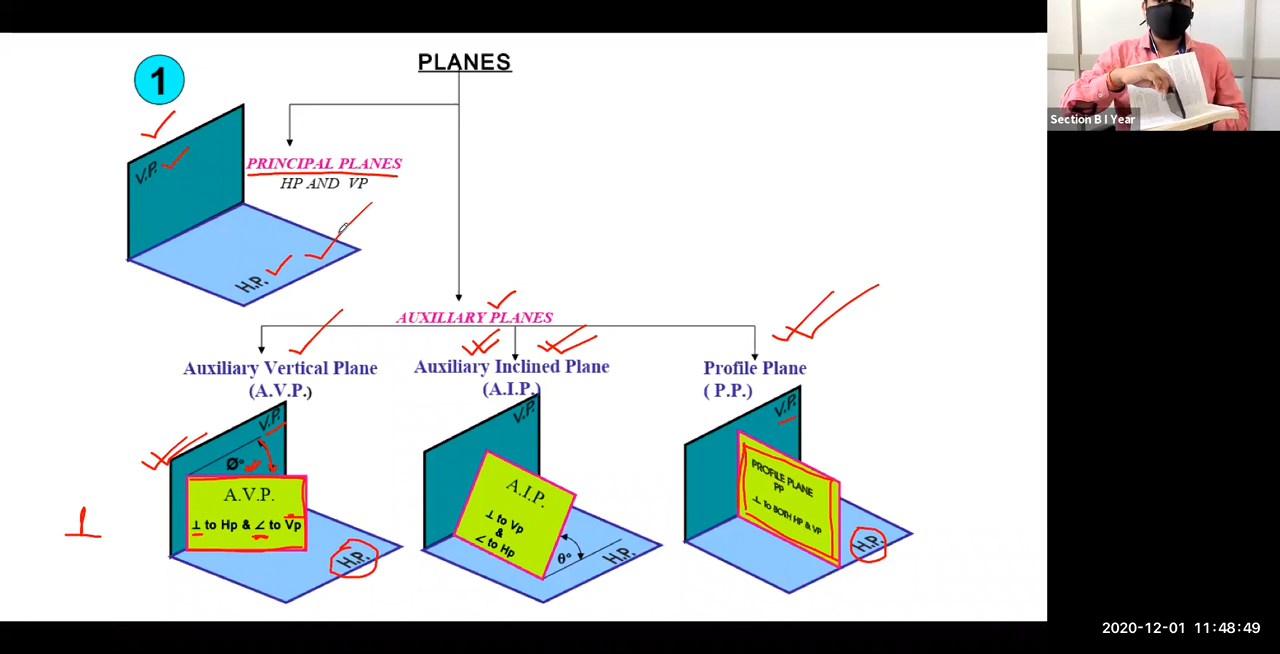 PLANES
1
V.P.
PRINCIPAL PLANES
HP AND VP
H.P.
AUXILIARY PLANES
Auxiliary Vertical Plane
(A.V.P.)
Auxiliary Inclined Plane
(A.I.P.)
Profile Plane
( P.P.)
V.P.
Ø°
A.V.P.
⊥ to Hp & ∠ to Vp
H.P.
⊥
V.P.
A.I.P.
⊥ to Vp
&
∠ to Hp
θ°
H.P.
V.P.
PROFILE PLANE
PP
⊥ To BOTH HP & VP
H.P.
Section B I Year
2020-12-01 11:48:49